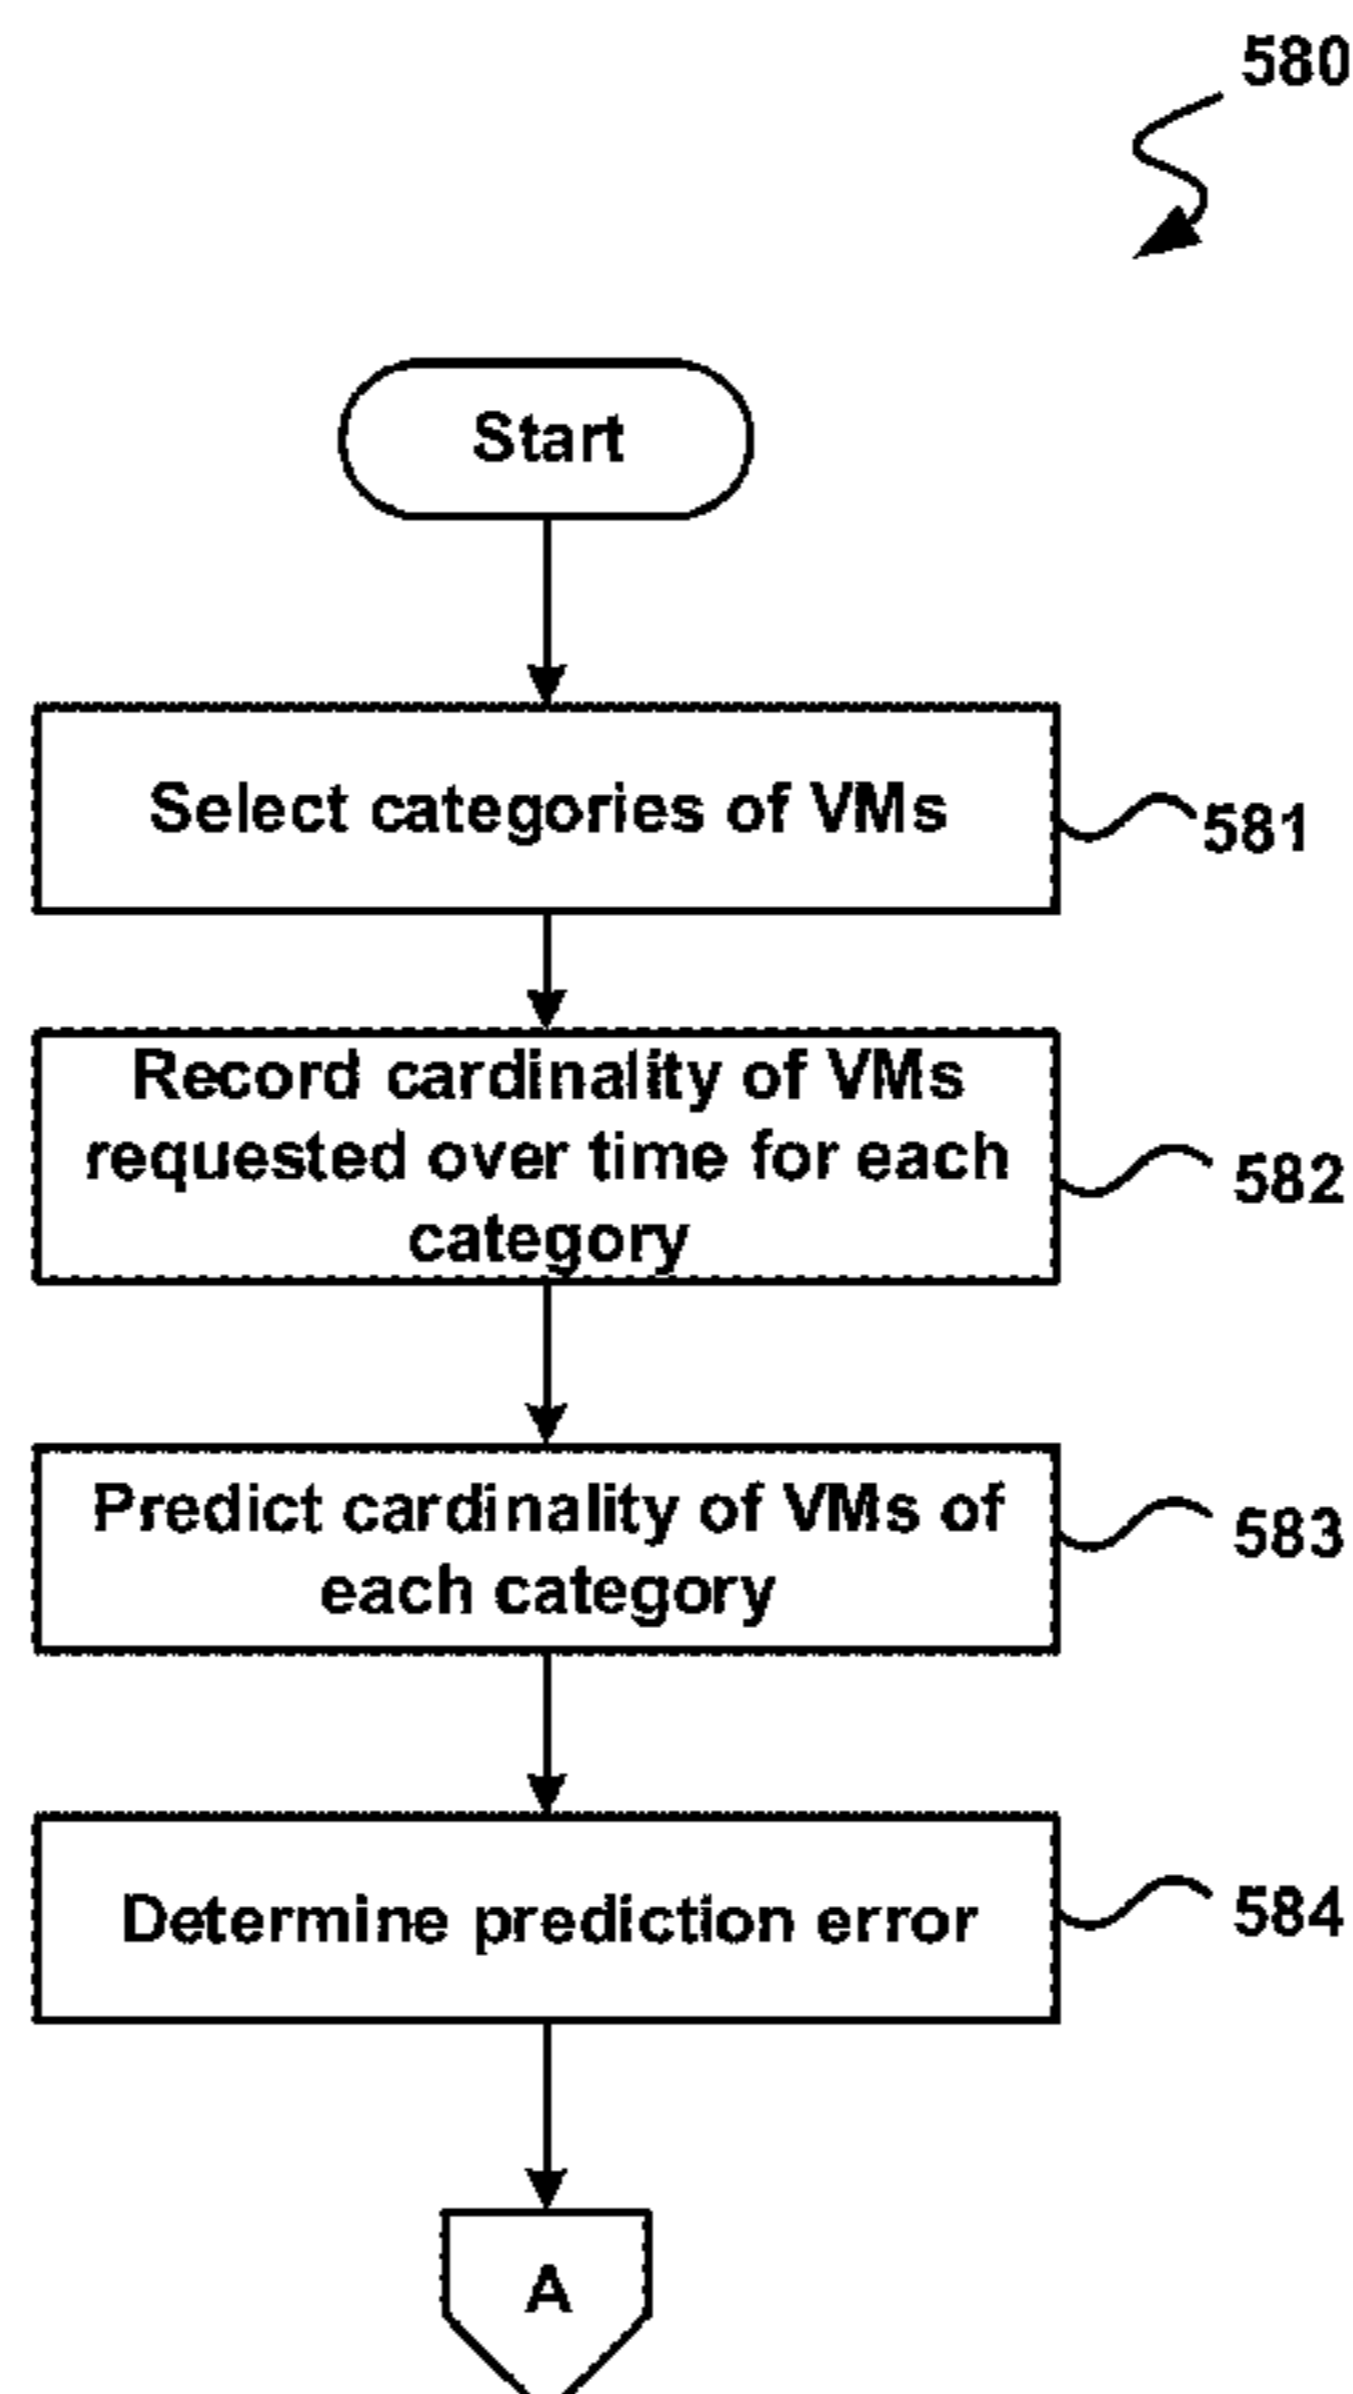 580
Start
Select categories of VMs
581
Record cardinality of VMs
requested over time for each
category
582
Predict cardinality of VMs of
each category
583
Determine prediction error
584
A